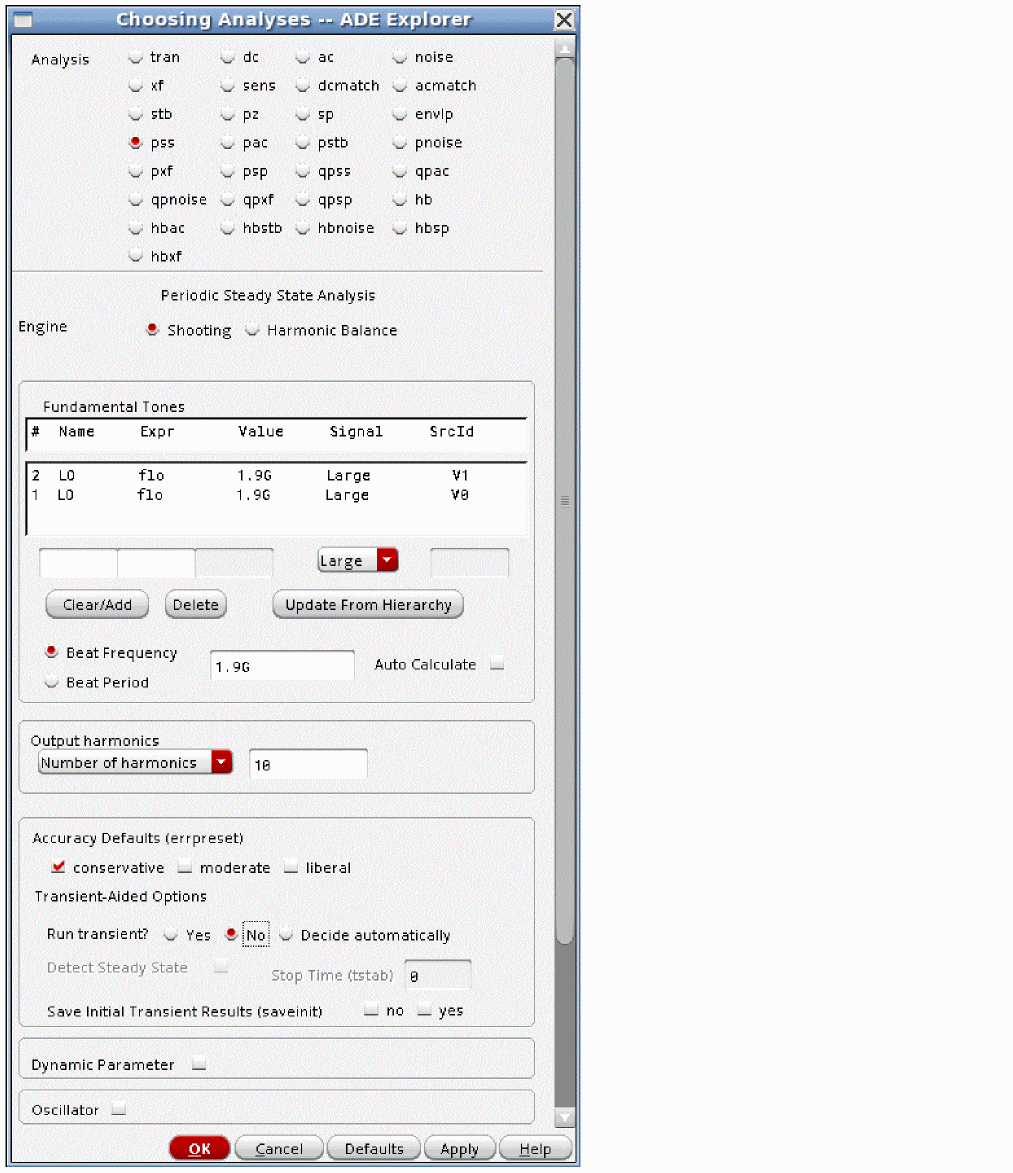 Choosing Analyses -- ADE Explorer
Analysis tran dc ac noise
xf sens dcmatch acmatch
stb pz sp envlp
pss pac pstb pnoise
pxf psp qpss qpac
qpnoise qpxf qpsp hb
hbac hbstb hbnoise hbsp
hbxf
Periodic Steady State Analysis
Engine Shooting Harmonic Balance
Fundamental Tones
# Name Expr Value Signal SrcId
2 LO flo 1.9G Large V1
1 LO flo 1.9G Large V0
Large
Clear/Add Delete Update From Hierarchy
Beat Frequency 1.9G Auto Calculate
Beat Period
Output harmonics
Number of harmonics 10
Accuracy Defaults (errpreset)
conservative moderate liberal
Transient-Aided Options
Run transient? Yes No Decide automatically
Detect Steady State Stop Time (tstab) 0
Save Initial Transient Results (saveinit) no yes
Dynamic Parameter
Oscillator
OK Cancel Defaults Apply Help